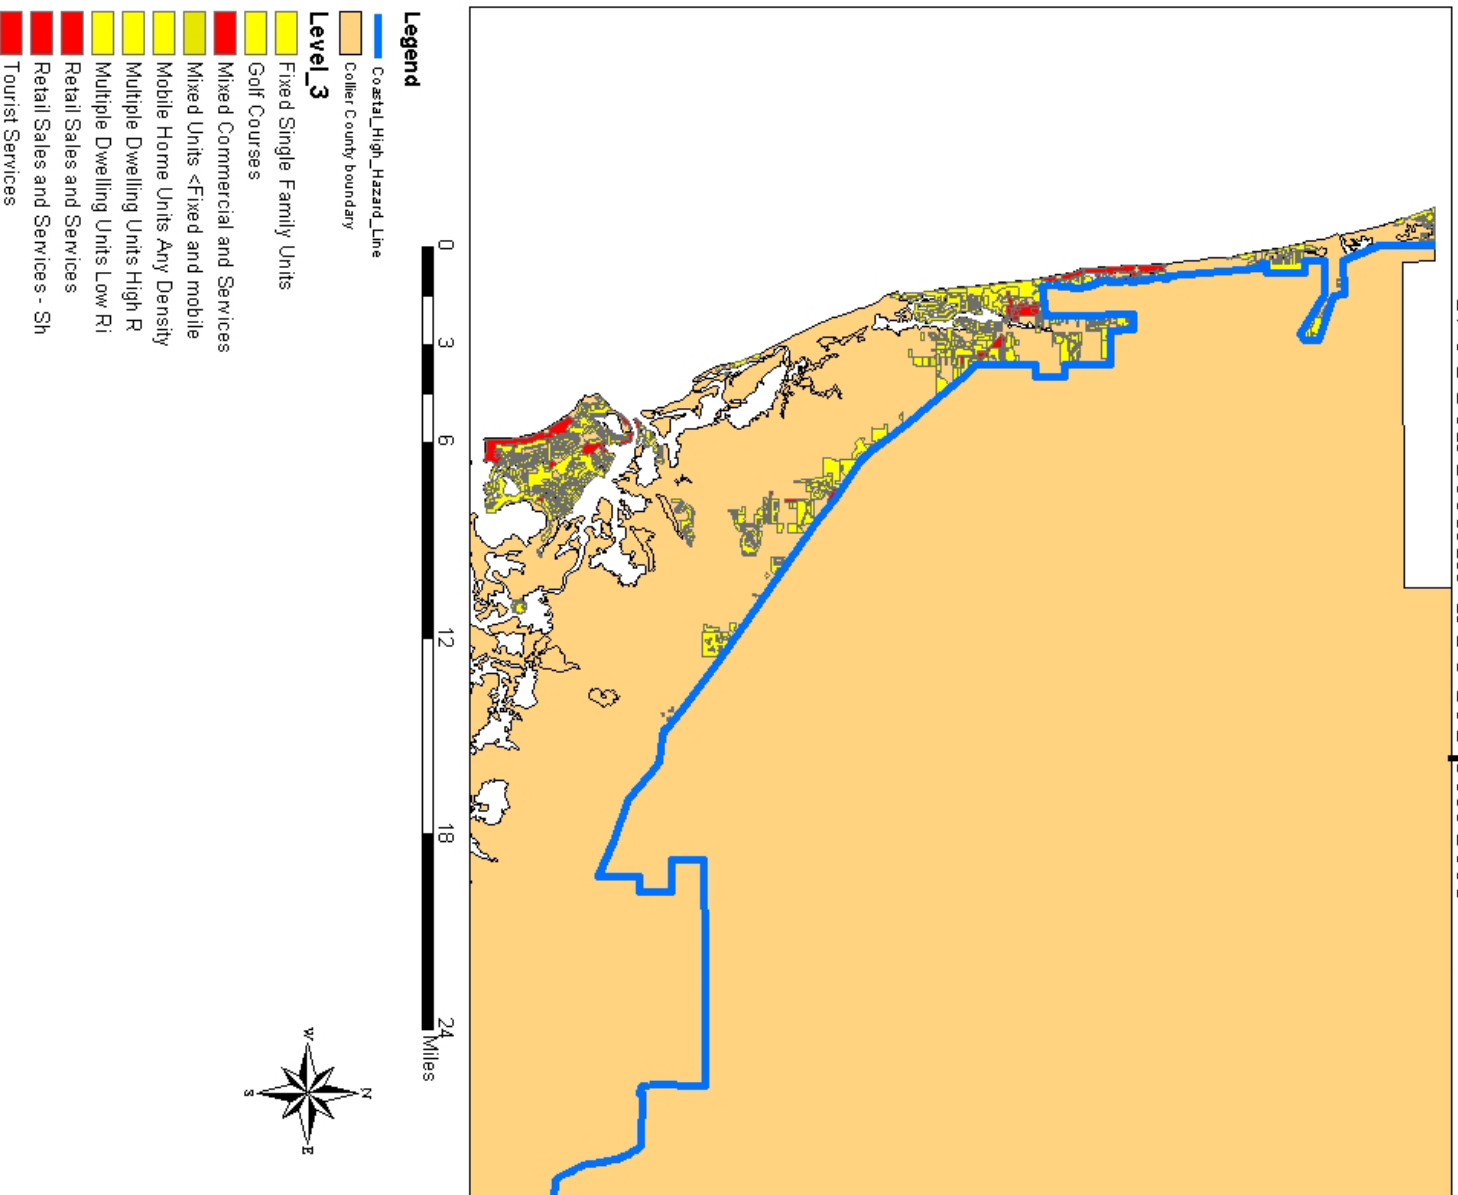 Legend
Coastal_High_Hazard_Line
Collier County boundary
Level_3
Fixed Single Family Units
Golf Courses
Mixed Commercial and Services
Mixed Units <Fixed and mobile
Mobile Home Units Any Density
Multiple Dwelling Units High R
Multiple Dwelling Units Low Ri
Retail Sales and Services
Retail Sales and Services - Sh
Tourist Services
0 3 6 12 18 24
Miles
N
W
E
S